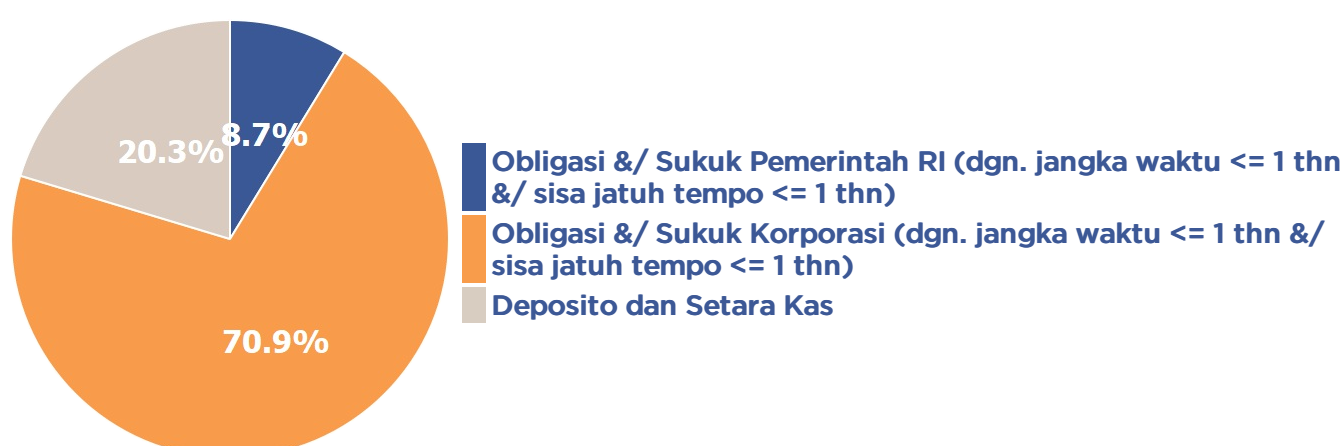 20.3%
8.7%
70.9%
Obligasi &/ Sukuk Pemerintah RI (dgn. jangka waktu <= 1 thn
&/ sisa jatuh tempo <= 1 thn)
Obligasi &/ Sukuk Korporasi (dgn. jangka waktu <= 1 thn &/
sisa jatuh tempo <= 1 thn)
Deposito dan Setara Kas